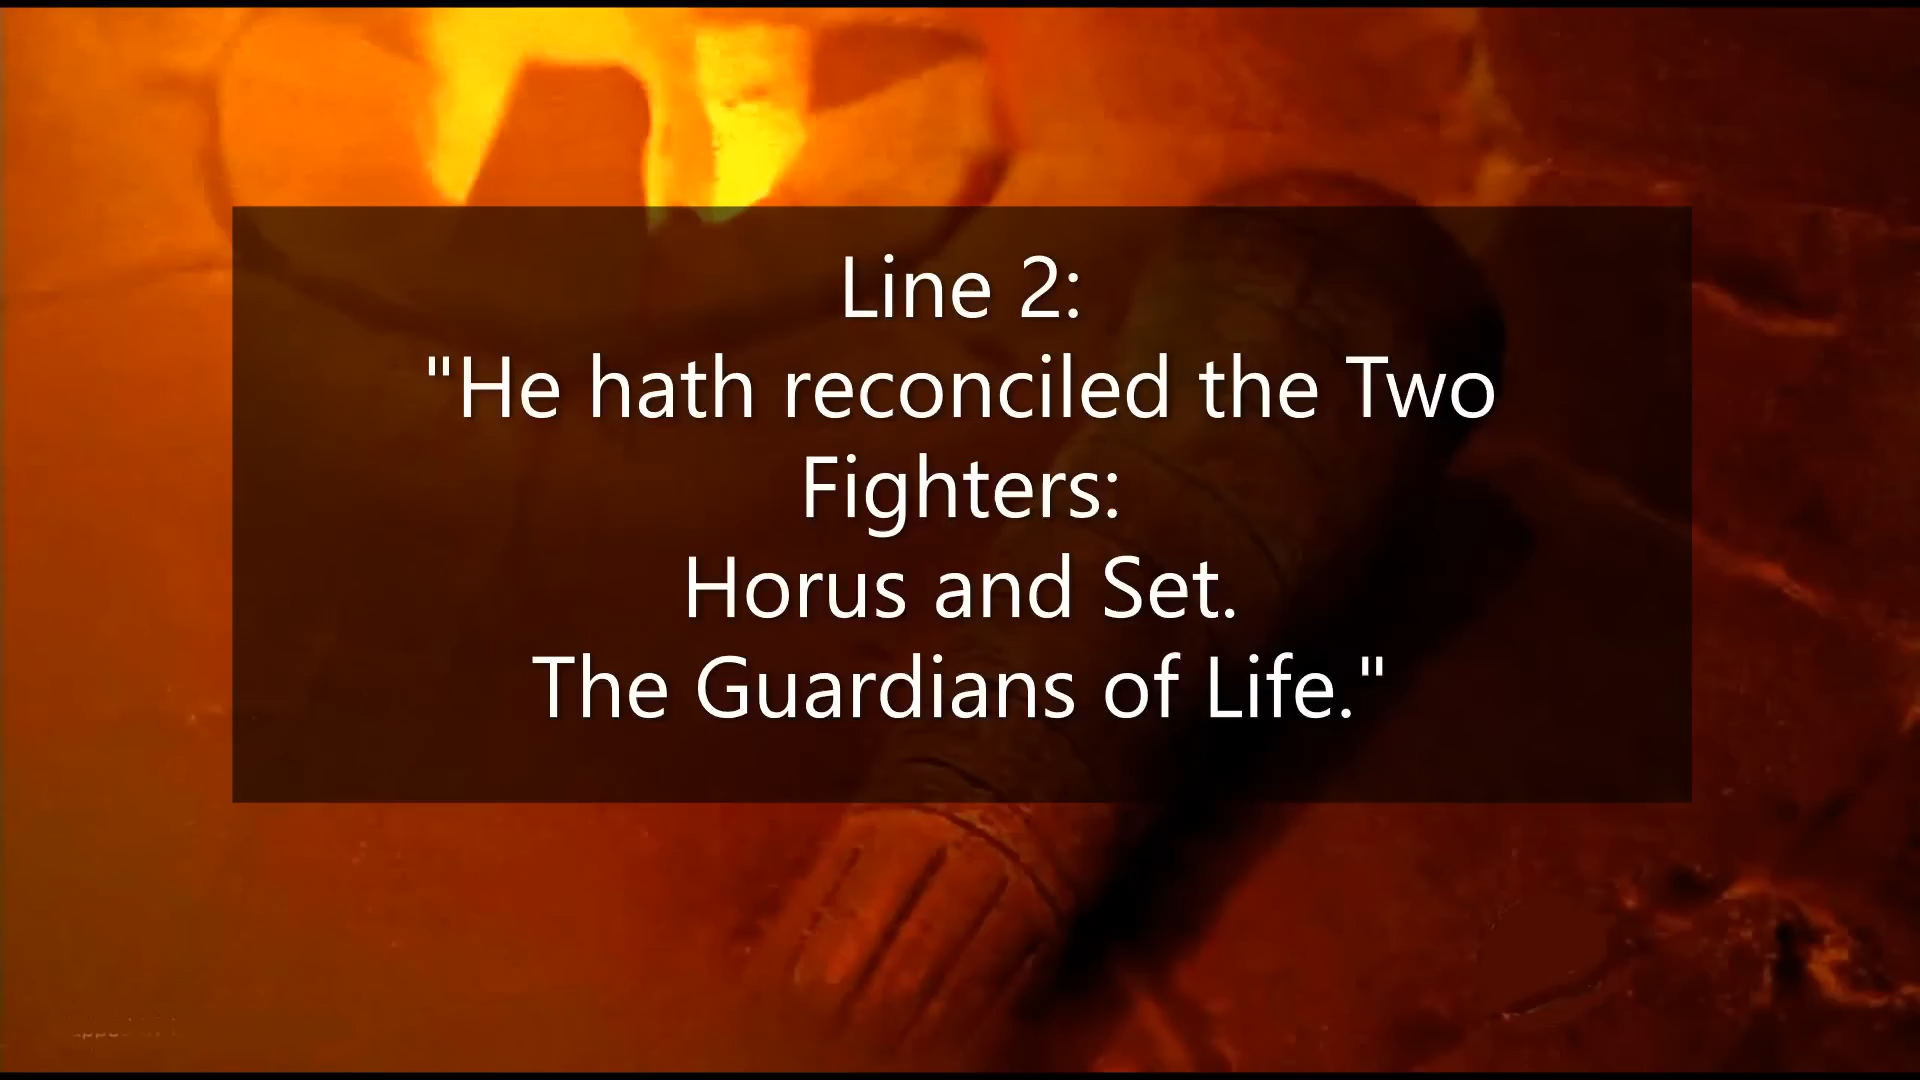 Line 2:
"He hath reconciled the Two
Fighters:
Horus and Set.
The Guardians of Life."